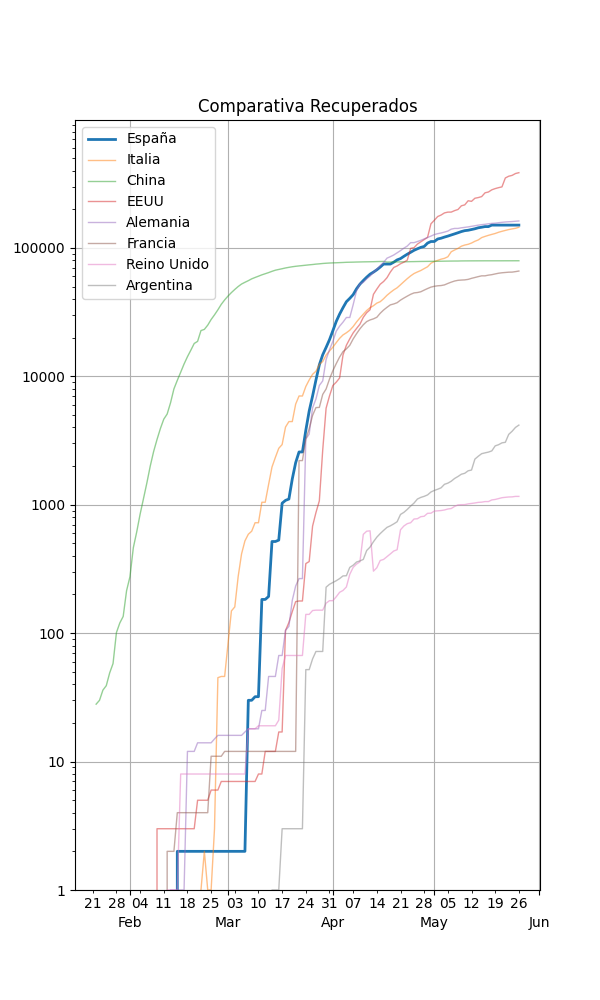 Comparativa Recuperados
España
Italia
China
EEUU
Alemania
Francia
Reino Unido
Argentina
100000
10000
1000
100
10
1
21 28 04 11 18 25 03 10 17 24 31 07 14 21 28 05 12 19 26
Feb Mar Apr May Jun